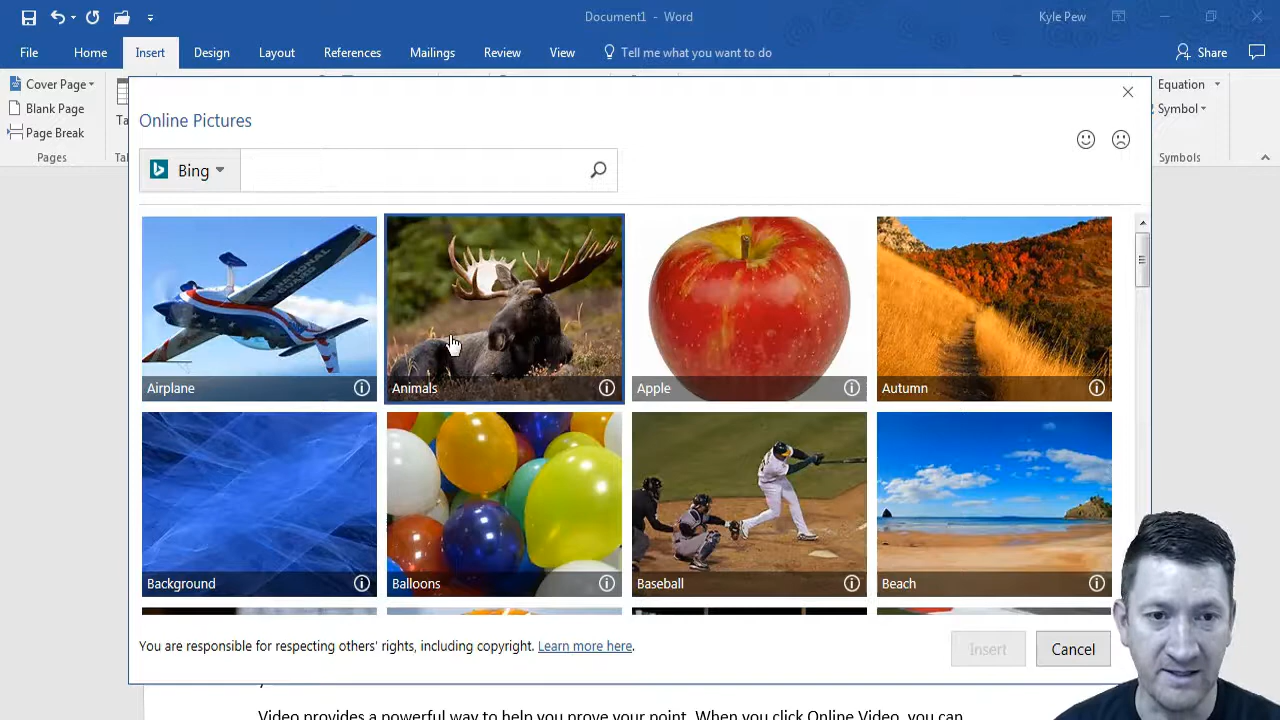 Document1 - Word
Kyle Pew
File
Home
Insert
Design
Layout
References
Mailings
Review
View
Tell me what you want to do
Share
Cover Page
Blank Page
Page Break
Pages
Ta
Equation
Symbol
Symbols
Online Pictures
Bing
Airplane
Animals
Apple
Autumn
Background
Balloons
Baseball
Beach
You are responsible for respecting others' rights, including copyright. Learn more here.
Insert
Cancel
Video provides a powerful way to help you prove your point. When you click Online Video, you can